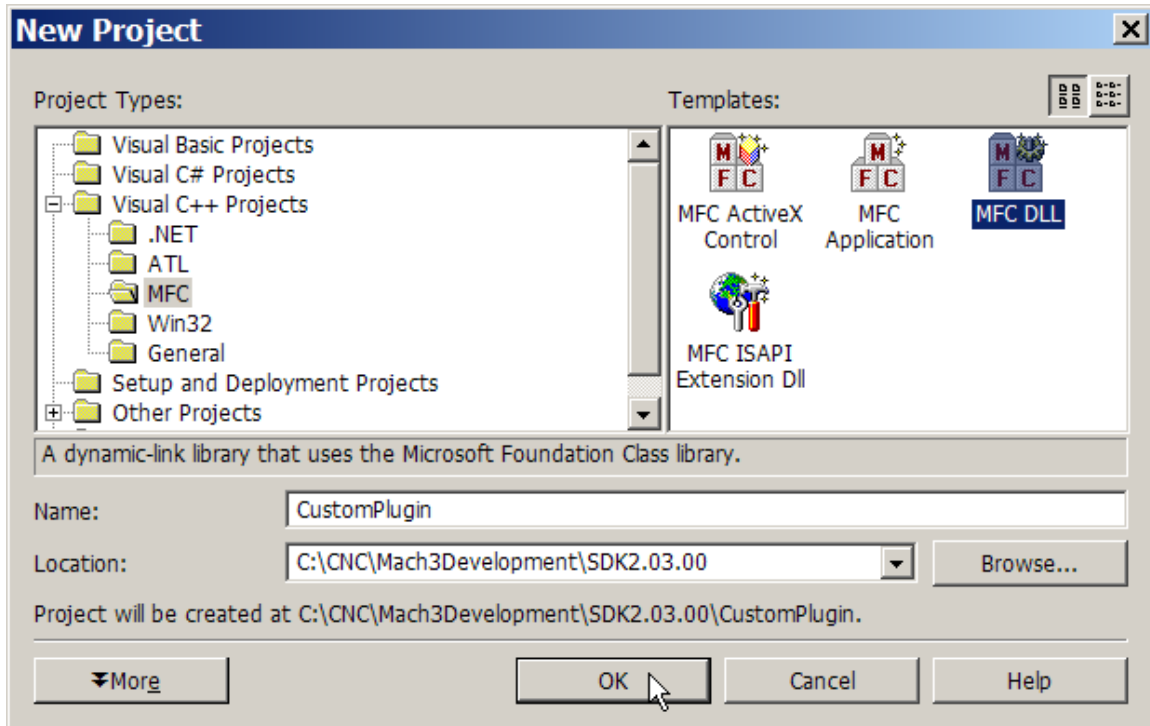 New Project
Project Types:
Templates:
Visual Basic Projects
Visual C# Projects
Visual C++ Projects
.NET
ATL
MFC
Win32
General
Setup and Deployment Projects
Other Projects
M
F C
MFC ActiveX
Control
M
F C
MFC
Application
M
F C
MFC DLL
MFC ISAPI
Extension Dll
A dynamic-link library that uses the Microsoft Foundation Class library.
Name:
CustomPlugin
Location:
C:\CNC\Mach3Development\SDK2.03.00
Browse...
Project will be created at C:\CNC\Mach3Development\SDK2.03.00\CustomPlugin.
More
OK
Cancel
Help